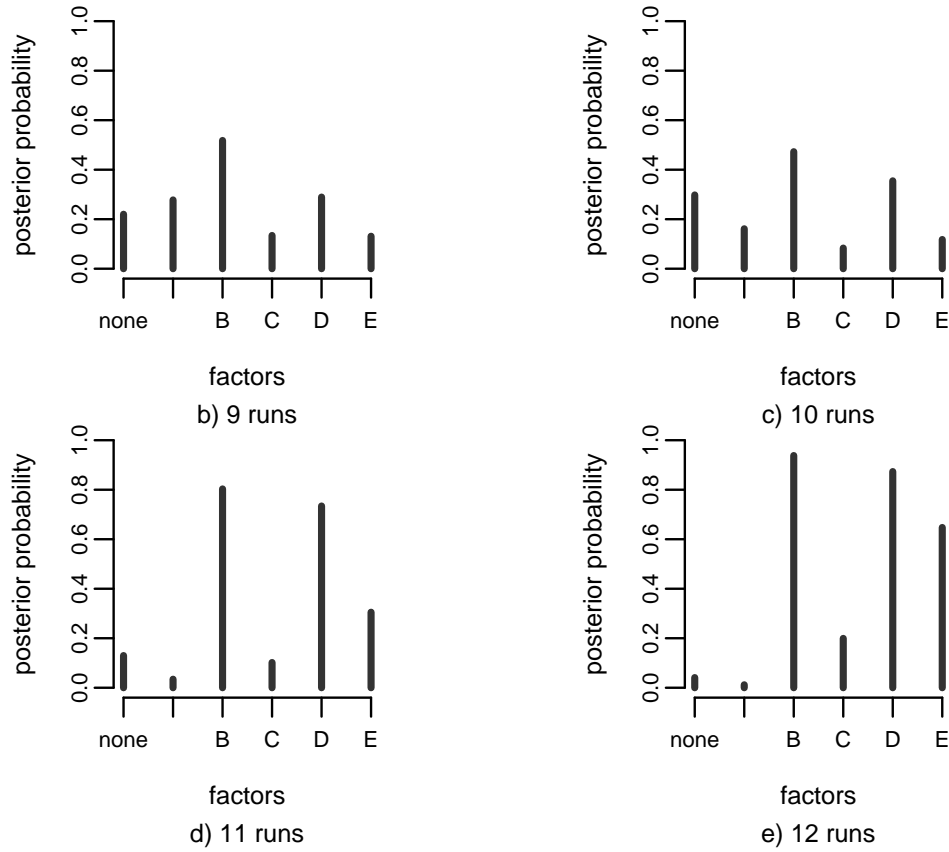 posterior probability
1.0
0.8
0.6
0.4
0.2
0.0
none B C D E
factors
b) 9 runs
posterior probability
1.0
0.8
0.6
0.4
0.2
0.0
none B C D E
factors
c) 10 runs
posterior probability
1.0
0.8
0.6
0.4
0.2
0.0
none B C D E
factors
d) 11 runs
posterior probability
1.0
0.8
0.6
0.4
0.2
0.0
none B C D E
factors
e) 12 runs